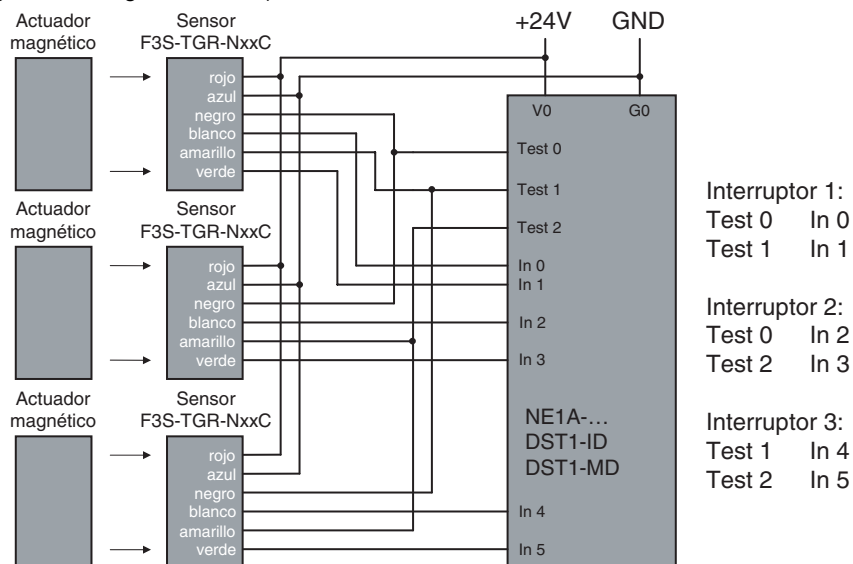 Actuador
magnético
Sensor
F3S-TGR-NxxC
rojo
azul
negro
blanco
amarillo
verde
Actuador
magnético
Sensor
F3S-TGR-NxxC
rojo
azul
negro
blanco
amarillo
verde
Actuador
magnético
Sensor
F3S-TGR-NxxC
rojo
azul
negro
blanco
amarillo
verde
+24V GND
V0 G0
Test 0
Test 1
Test 2
In 0
In 1
In 2
In 3
NE1A-…
DST1-ID
DST1-MD
In 4
In 5
Interruptor 1:
Test 0 In 0
Test 1 In 1
Interruptor 2:
Test 0 In 2
Test 2 In 3
Interruptor 3:
Test 1 In 4
Test 2 In 5